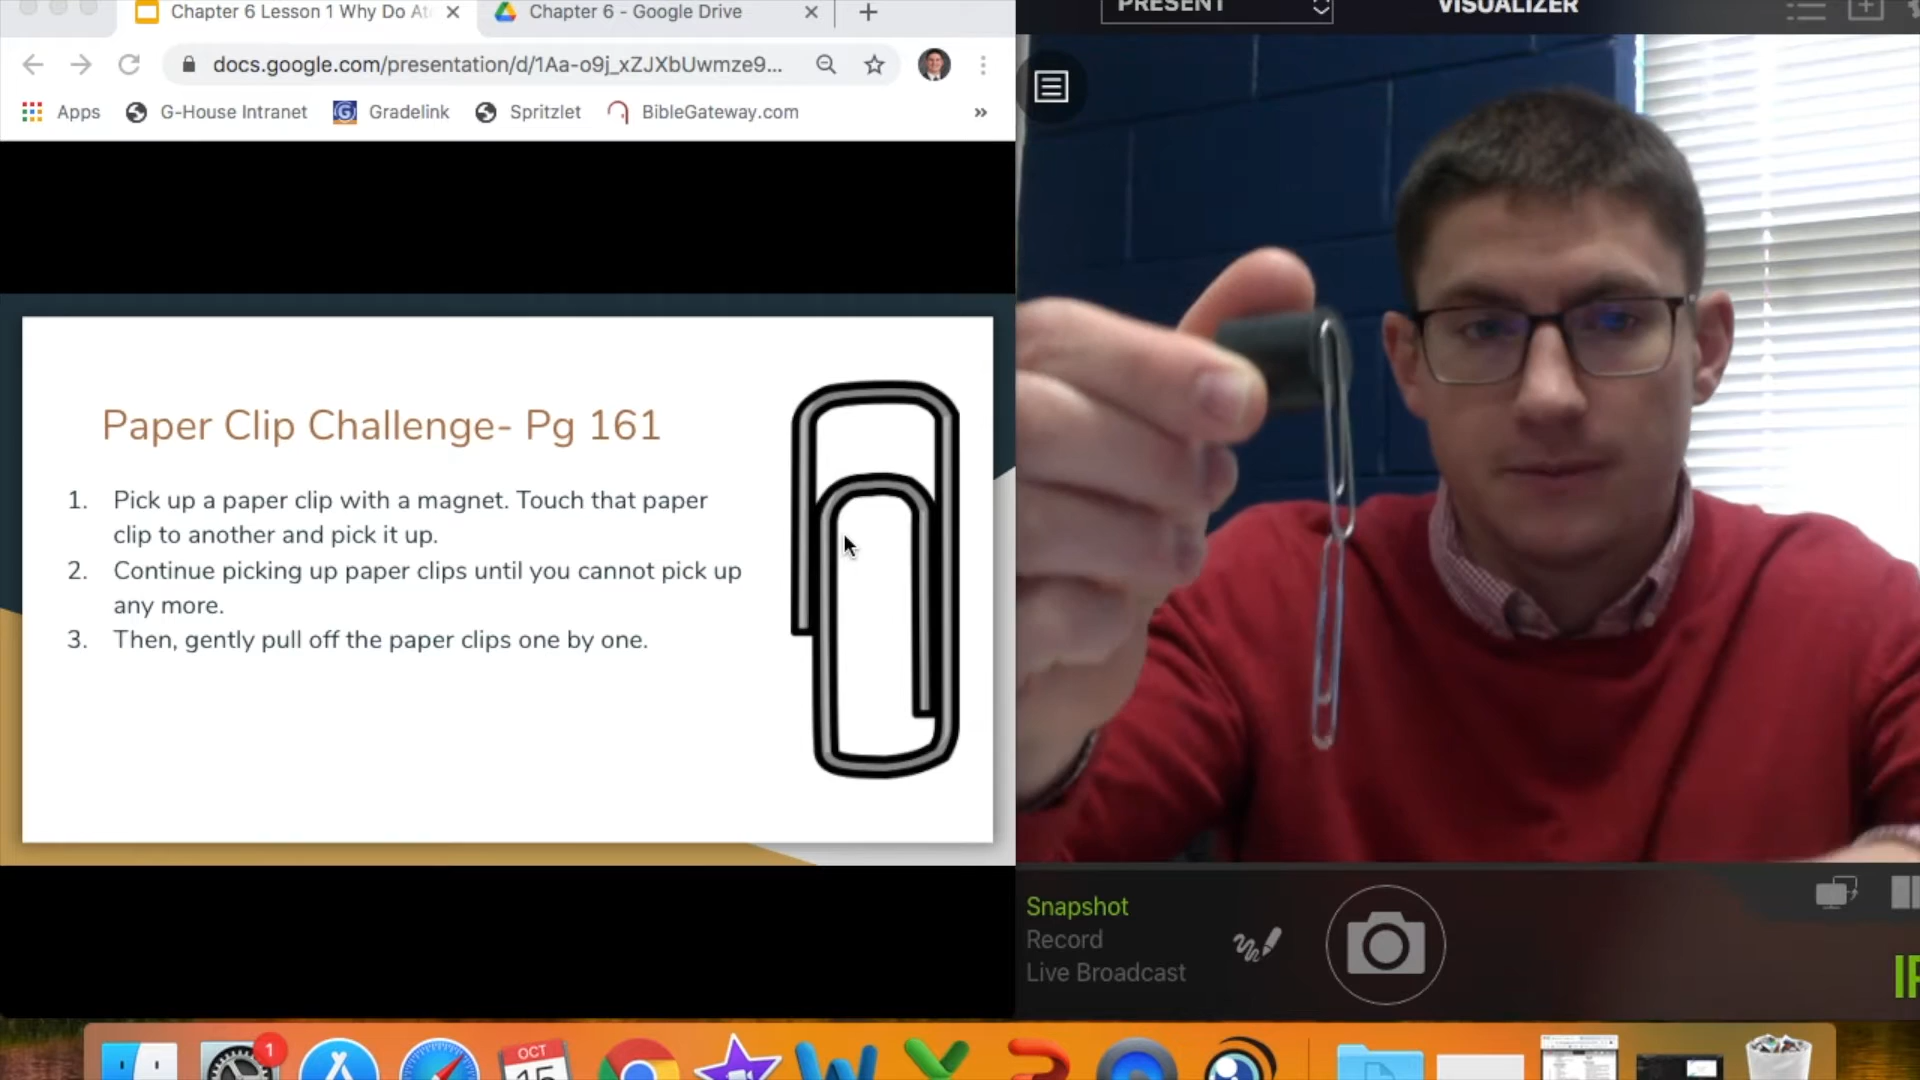 Chapter 6 Lesson 1 Why Do At
Chapter 6 - Google Drive
docs.google.com/presentation/d/1Aa-o9j_xZJXbUwmze9...
Apps
G-House Intranet
Gradelink
Spritzlet
BibleGateway.com
»
Paper Clip Challenge- Pg 161
1. Pick up a paper clip with a magnet. Touch that paper
clip to another and pick it up.
2. Continue picking up paper clips until you cannot pick up
any more.
3. Then, gently pull off the paper clips one by one.
PRESENT
VISUALIZER
Snapshot
Record
Live Broadcast
1
OCT
15